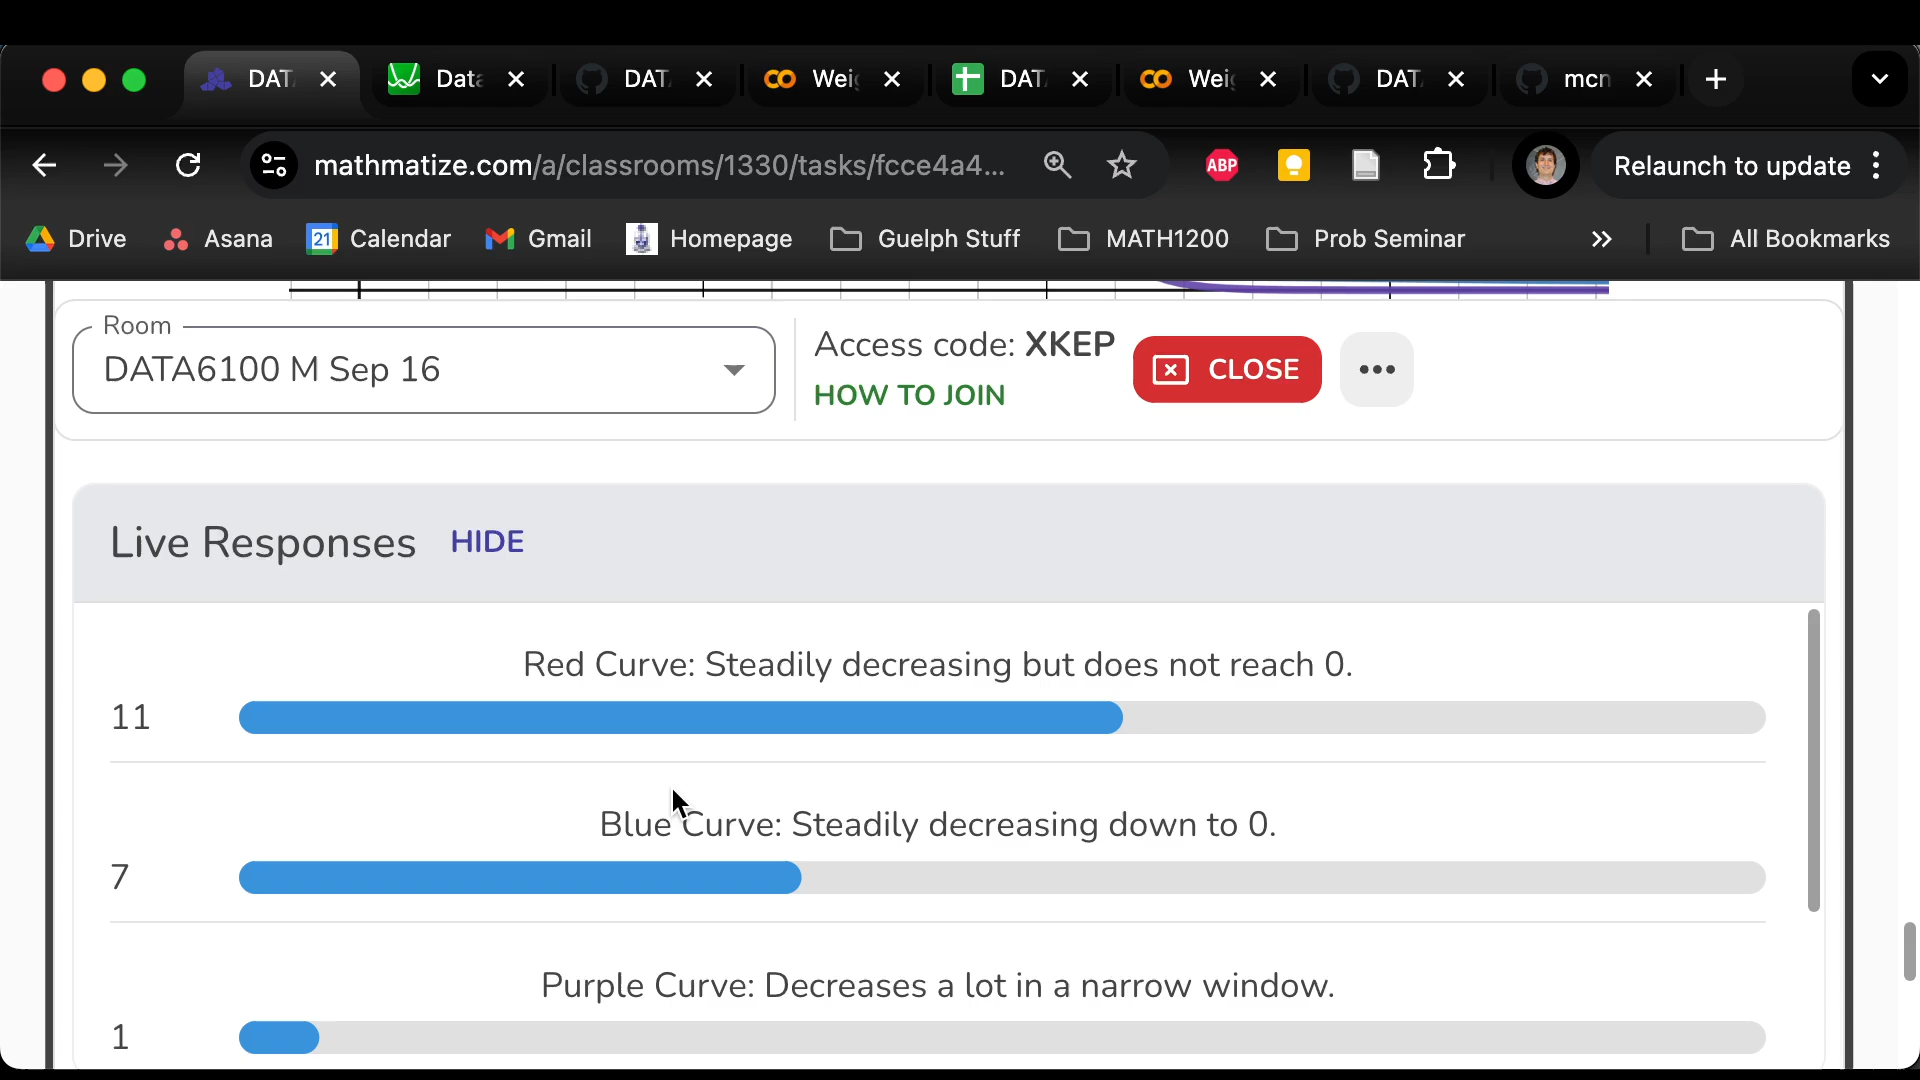 DAT
Data
DAT
Wei
DAT
Wei
DAT
mcn
mathmatize.com/a/classrooms/1330/tasks/fcce4a4...
ABP
Relaunch to update
Drive
Asana
21
Calendar
Gmail
Homepage
Guelph Stuff
MATH1200
Prob Seminar
All Bookmarks
Room
DATA6100 M Sep 16
Access code: XKEP
HOW TO JOIN
CLOSE
Live Responses HIDE
Red Curve: Steadily decreasing but does not reach 0.
11
Blue Curve: Steadily decreasing down to 0.
7
Purple Curve: Decreases a lot in a narrow window.
1